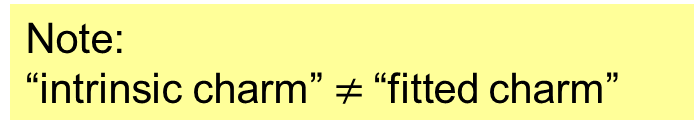 Note:
“intrinsic charm” ≠ “fitted charm”